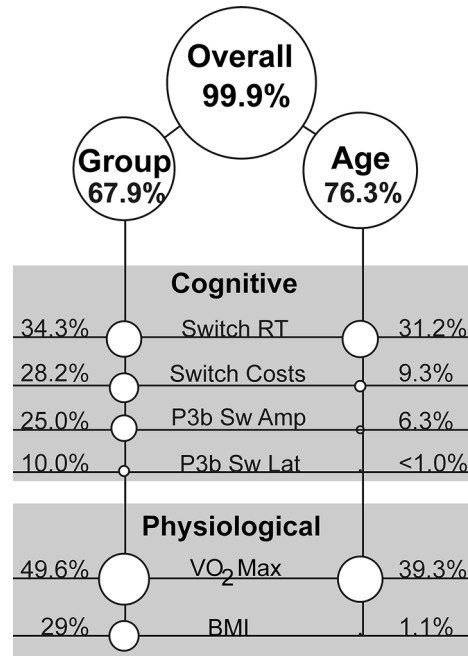 Overall
99.9%
Group
67.9%
Age
76.3%
Cognitive
34.3% Switch RT 31.2%
28.2% Switch Costs 9.3%
25.0% P3b Sw Amp 6.3%
10.0% P3b Sw Lat <1.0%
Physiological
49.6% VO2 Max 39.3%
29% BMI 1.1%